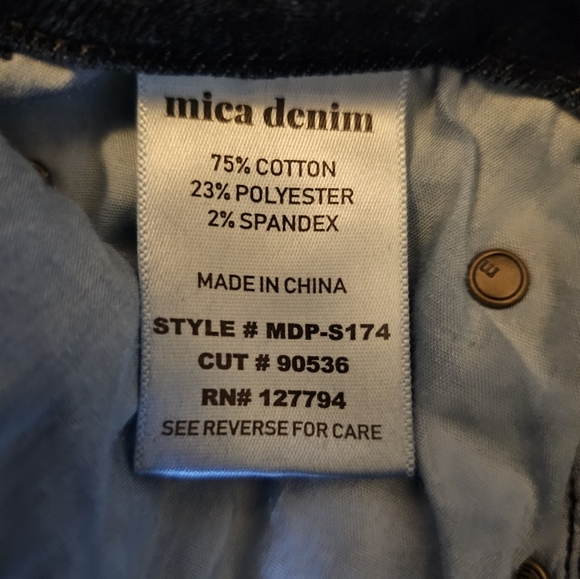 mica denim
75% COTTON
23% POLYESTER
2% SPANDEX
MADE IN CHINA
STYLE # MDP-S174
CUT # 90536
RN# 127794
SEE REVERSE FOR CARE